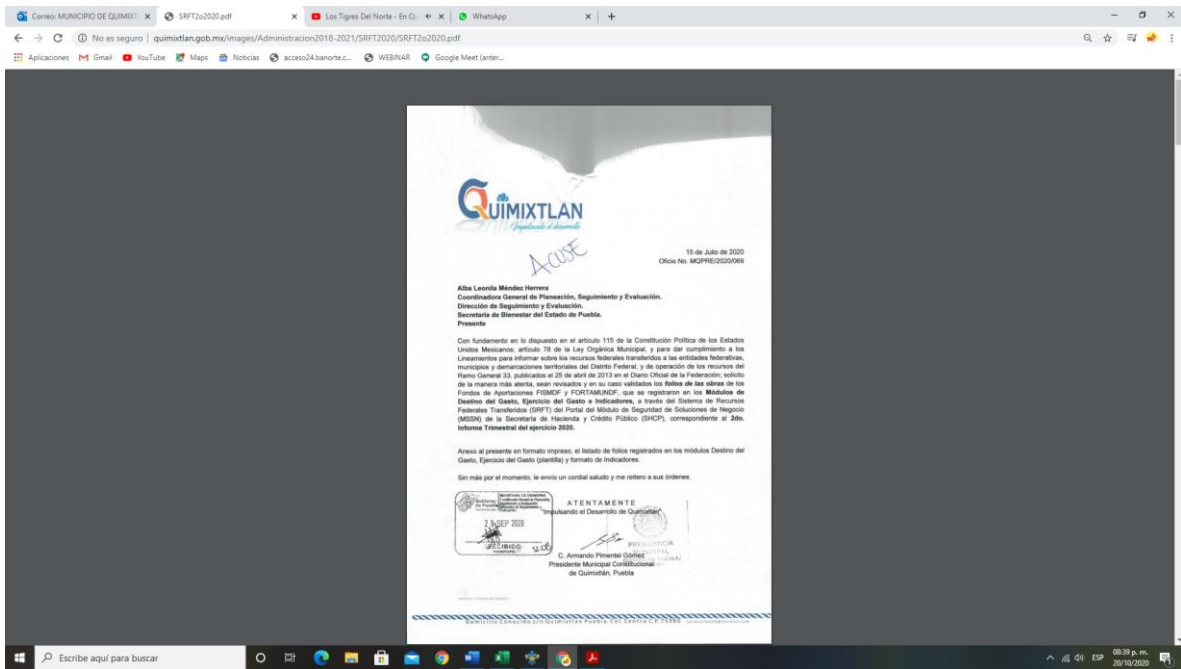 Correo: MUNICIPIO DE QUIMIXT
SRFT2o2020.pdf
Los Tigres Del Norte - En Qu
WhatsApp
No es seguro | quimixtlan.gob.mx/images/Administracion2018-2021/SRFT2020/SRFT2o2020.pdf
Aplicaciones Gmail YouTube Maps Noticias acceso24.banorte.c... WEBINAR Google Meet (anter...
QUIMIXTLAN
Impulsando el desarrollo
ACUSE
15 de Julio de 2020
Oficio No. MQPRE/2020/069
Alba Leonila Méndez Herrera
Coordinadora General de Planeación, Seguimiento y Evaluación.
Dirección de Seguimiento y Evaluación.
Secretaría de Bienestar del Estado de Puebla.
Presente
Con fundamento en lo dispuesto en el artículo 115 de la Constitución Política de los Estados
Unidos Mexicanos; artículo 78 de la Ley Orgánica Municipal, y para dar cumplimiento a los
Lineamientos para informar sobre los recursos federales transferidos a las entidades federativas,
municipios y demarcaciones territoriales del Distrito Federal, y de operación de los recursos del
Ramo General 33, publicados el 25 de abril de 2013 en el Diario Oficial de la Federación; solicito
de la manera más atenta, sean revisados y en su caso validados los folios de las obras de los
Fondos de Aportaciones FISMDF y FORTAMUNDF, que se registraron en los Módulos de
Destino del Gasto, Ejercicio del Gasto e Indicadores, a través del Sistema de Recursos
Federales Transferidos (SRFT) del Portal del Módulo de Seguridad de Soluciones de Negocio
(MSSN) de la Secretaría de Hacienda y Crédito Público (SHCP), correspondiente al 2do.
Informe Trimestral del ejercicio 2020.
Anexo al presente en formato impreso, el listado de folios registrados en los módulos Destino del
Gasto, Ejercicio del Gasto (plantilla) y formato de Indicadores.
Sin más por el momento, le envío un cordial saludo y me reitero a sus órdenes.
ATENTAMENTE
"Impulsando el Desarrollo de Quimixtlán"
Gobierno de Puebla
SEP 2020
RECIBIDO
PRESIDENCIA
MUNICIPAL
C. Armando Pimentel Gómez
Presidente Municipal Constitucional
de Quimixtlán, Puebla
Domicilio Conocido s/n Quimixtlan Puebla. Col. Centro C.P. 75080
Escribe aquí para buscar
ESP
08:39 p. m.
20/10/2020